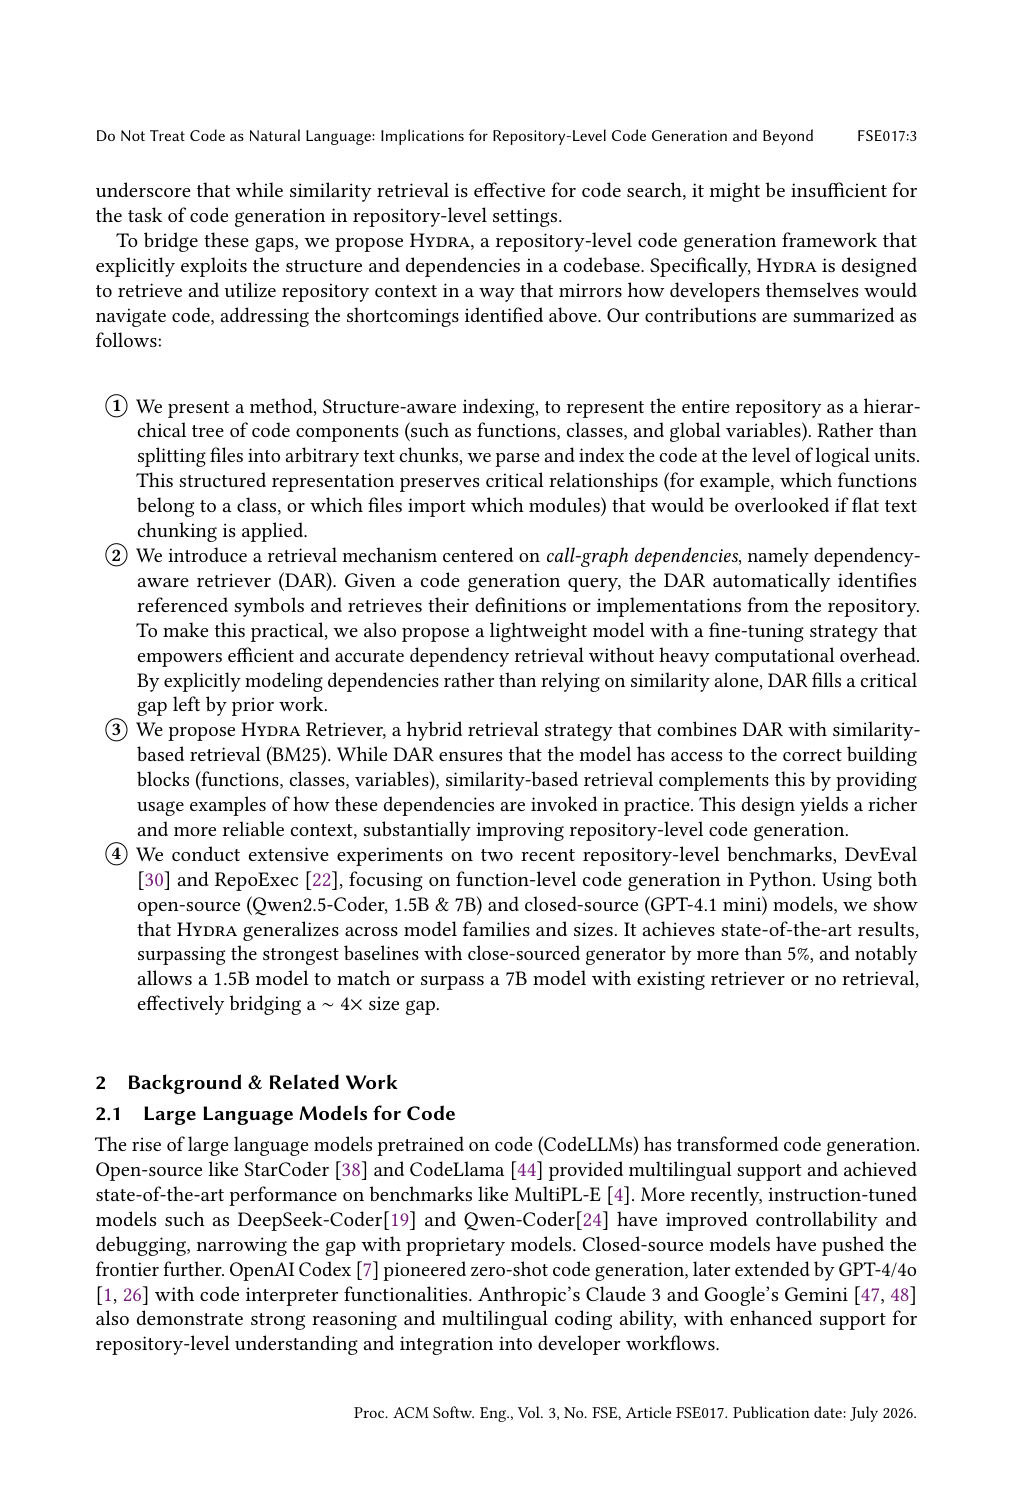 Do Not Treat Code as Natural Language: Implications for Repository-Level Code Generation and Beyond FSE017:3
underscore that while similarity retrieval is effective for code search, it might be insufficient for
the task of code generation in repository-level settings.
To bridge these gaps, we propose HYDRA, a repository-level code generation framework that
explicitly exploits the structure and dependencies in a codebase. Specifically, HYDRA is designed
to retrieve and utilize repository context in a way that mirrors how developers themselves would
navigate code, addressing the shortcomings identified above. Our contributions are summarized as
follows:
① We present a method, Structure-aware indexing, to represent the entire repository as a hierar-
chical tree of code components (such as functions, classes, and global variables). Rather than
splitting files into arbitrary text chunks, we parse and index the code at the level of logical units.
This structured representation preserves critical relationships (for example, which functions
belong to a class, or which files import which modules) that would be overlooked if flat text
chunking is applied.
② We introduce a retrieval mechanism centered on call-graph dependencies, namely dependency-
aware retriever (DAR). Given a code generation query, the DAR automatically identifies
referenced symbols and retrieves their definitions or implementations from the repository.
To make this practical, we also propose a lightweight model with a fine-tuning strategy that
empowers efficient and accurate dependency retrieval without heavy computational overhead.
By explicitly modeling dependencies rather than relying on similarity alone, DAR fills a critical
gap left by prior work.
③ We propose HYDRA Retriever, a hybrid retrieval strategy that combines DAR with similarity-
based retrieval (BM25). While DAR ensures that the model has access to the correct building
blocks (functions, classes, variables), similarity-based retrieval complements this by providing
usage examples of how these dependencies are invoked in practice. This design yields a richer
and more reliable context, substantially improving repository-level code generation.
④ We conduct extensive experiments on two recent repository-level benchmarks, DevEval
[30] and RepoExec [22], focusing on function-level code generation in Python. Using both
open-source (Qwen2.5-Coder, 1.5B & 7B) and closed-source (GPT-4.1 mini) models, we show
that HYDRA generalizes across model families and sizes. It achieves state-of-the-art results,
surpassing the strongest baselines with close-sourced generator by more than 5%, and notably
allows a 1.5B model to match or surpass a 7B model with existing retriever or no retrieval,
effectively bridging a ∼ 4× size gap.
2 Background & Related Work
2.1 Large Language Models for Code
The rise of large language models pretrained on code (CodeLLMs) has transformed code generation.
Open-source like StarCoder [38] and CodeLlama [44] provided multilingual support and achieved
state-of-the-art performance on benchmarks like MultiPL-E [4]. More recently, instruction-tuned
models such as DeepSeek-Coder[19] and Qwen-Coder[24] have improved controllability and
debugging, narrowing the gap with proprietary models. Closed-source models have pushed the
frontier further. OpenAI Codex [7] pioneered zero-shot code generation, later extended by GPT-4/4o
[1, 26] with code interpreter functionalities. Anthropic's Claude 3 and Google's Gemini [47, 48]
also demonstrate strong reasoning and multilingual coding ability, with enhanced support for
repository-level understanding and integration into developer workflows.
Proc. ACM Softw. Eng., Vol. 3, No. FSE, Article FSE017. Publication date: July 2026.